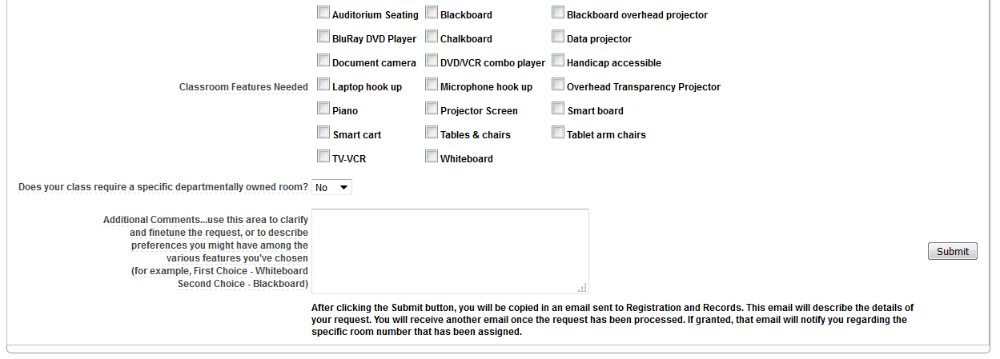 Auditorium Seating Blackboard Blackboard overhead projector
BluRay DVD Player Chalkboard Data projector
Document camera DVD/VCR combo player Handicap accessible
Classroom Features Needed Laptop hook up Microphone hook up Overhead Transparency Projector
Piano Projector Screen Smart board
Smart cart Tables & chairs Tablet arm chairs
TV-VCR Whiteboard
Does your class require a specific departmentally owned room? No
Additional Comments...use this area to clarify
and finetune the request, or to describe
preferences you might have among the
various features you've chosen
(for example, First Choice - Whiteboard
Second Choice - Blackboard)
Submit
After clicking the Submit button, you will be copied in an email sent to Registration and Records. This email will describe the details of
your request. You will receive another email once the request has been processed. If granted, that email will notify you regarding the
specific room number that has been assigned.